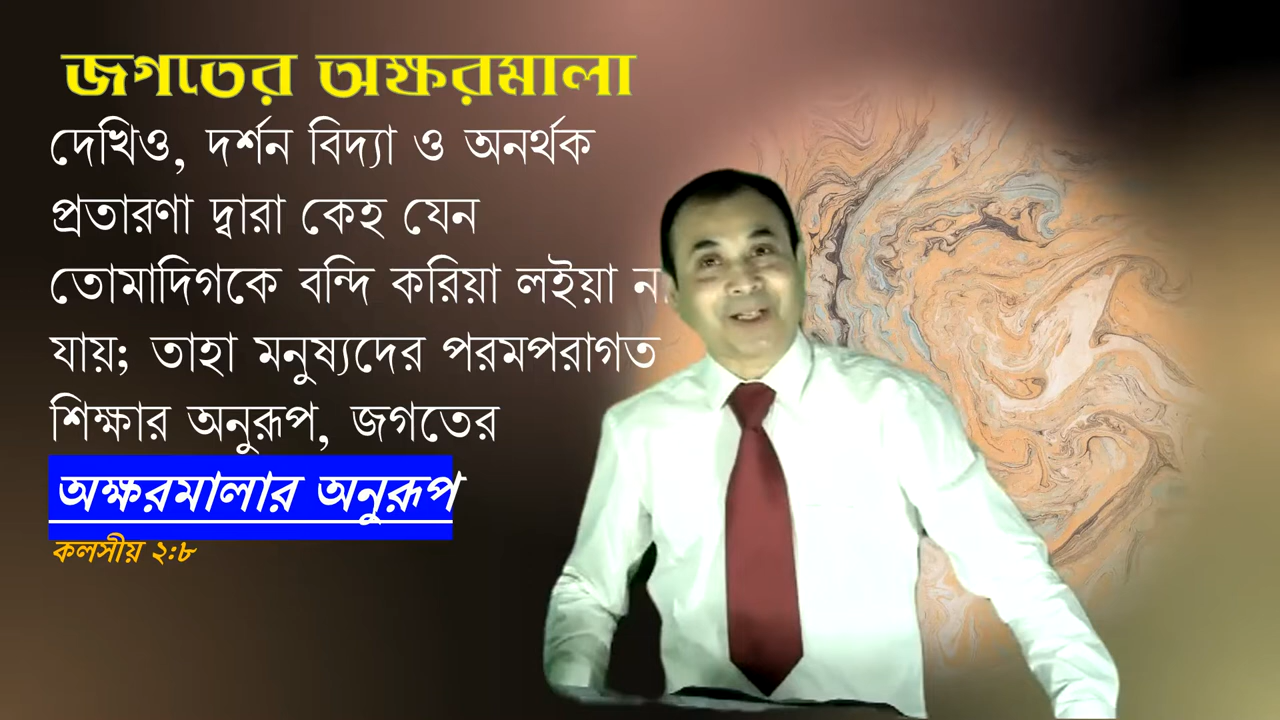 জগতের অক্ষরমালা
দেখিও, দর্শন বিদ্যা ও অনর্থক
প্রতারণা দ্বারা কেহ যেন
তোমাদিগকে বন্দি করিয়া লইয়া না
যায়; তাহা মনুষ্যদের পরমপরাগত
শিক্ষার অনুরূপ, জগতের
অক্ষরমালার অনুরূপ
কলসীয় ২:৮